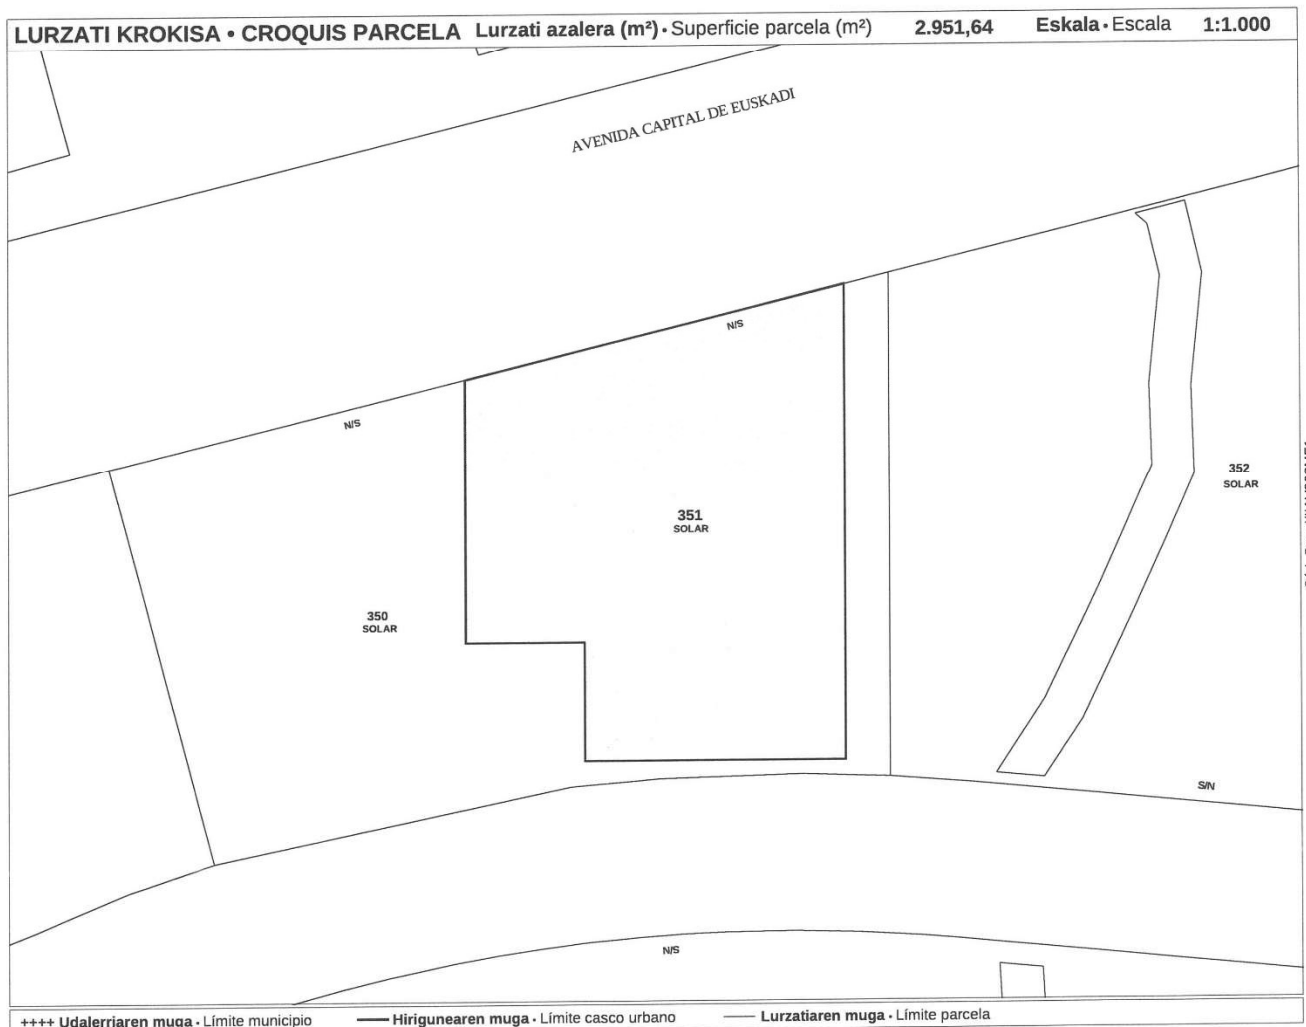 LURZATI KROKISA • CROQUIS PARCELA Lurzati azalera (m²) • Superficie parcela (m²) 2.951,64 Eskala • Escala 1:1.000
AVENIDA CAPITAL DE EUSKADI
N/S
N/S
352
SOLAR
351
SOLAR
350
SOLAR
S/N
N/S
++++ Udalerriaren muga • Límite municipio — Hirigunearen muga • Límite casco urbano — Lurzatiaren muga • Límite parcela